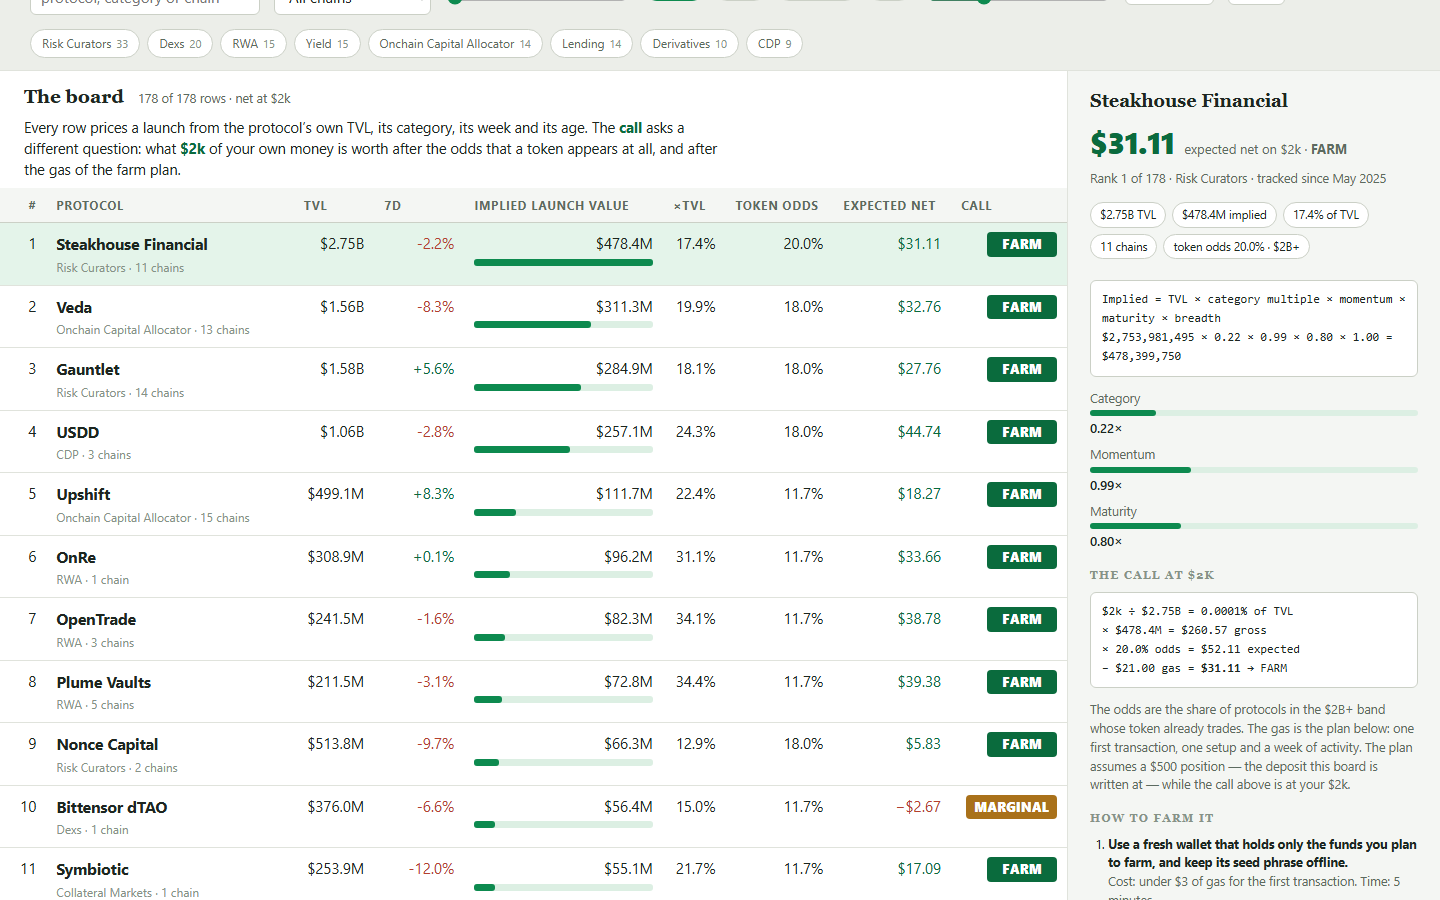 protocol, category or chain
All chains
Risk Curators 33
Dexs 20
RWA 15
Yield 15
Onchain Capital Allocator 14
Lending 14
Derivatives 10
CDP 9
The board 178 of 178 rows · net at $2k
Every row prices a launch from the protocol's own TVL, its category, its week and its age. The call asks a
different question: what $2k of your own money is worth after the odds that a token appears at all, and after
the gas of the farm plan.
# PROTOCOL TVL 7D IMPLIED LAUNCH VALUE ×TVL TOKEN ODDS EXPECTED NET CALL
1 Steakhouse Financial $2.75B -2.2% $478.4M 17.4% 20.0% $31.11 FARM
Risk Curators · 11 chains
2 Veda $1.56B -8.3% $311.3M 19.9% 18.0% $32.76 FARM
Onchain Capital Allocator · 13 chains
3 Gauntlet $1.58B +5.6% $284.9M 18.1% 18.0% $27.76 FARM
Risk Curators · 14 chains
4 USDD $1.06B -2.8% $257.1M 24.3% 18.0% $44.74 FARM
CDP · 3 chains
5 Upshift $499.1M +8.3% $111.7M 22.4% 11.7% $18.27 FARM
Onchain Capital Allocator · 15 chains
6 OnRe $308.9M +0.1% $96.2M 31.1% 11.7% $33.66 FARM
RWA · 1 chain
7 OpenTrade $241.5M -1.6% $82.3M 34.1% 11.7% $38.78 FARM
RWA · 3 chains
8 Plume Vaults $211.5M -3.1% $72.8M 34.4% 11.7% $39.38 FARM
RWA · 5 chains
9 Nonce Capital $513.8M -9.7% $66.3M 12.9% 18.0% $5.83 FARM
Risk Curators · 2 chains
10 Bittensor dTAO $376.0M -6.6% $56.4M 15.0% 11.7% −$2.67 MARGINAL
Dexs · 1 chain
11 Symbiotic $253.9M -12.0% $55.1M 21.7% 11.7% $17.09 FARM
Collateral Markets · 1 chain
Steakhouse Financial
$31.11 expected net on $2k · FARM
Rank 1 of 178 · Risk Curators · tracked since May 2025
$2.75B TVL
$478.4M implied
17.4% of TVL
11 chains
token odds 20.0% · $2B+
Implied = TVL × category multiple × momentum ×
maturity × breadth
$2,753,981,495 × 0.22 × 0.99 × 0.80 × 1.00 =
$478,399,750
Category
0.22×
Momentum
0.99×
Maturity
0.80×
THE CALL AT $2K
$2k ÷ $2.75B = 0.0001% of TVL
× $478.4M = $260.57 gross
× 20.0% odds = $52.11 expected
− $21.00 gas = $31.11 → FARM
The odds are the share of protocols in the $2B+ band
whose token already trades. The gas is the plan below: one
first transaction, one setup and a week of activity. The plan
assumes a $500 position — the deposit this board is
written at — while the call above is at your $2k.
HOW TO FARM IT
1. Use a fresh wallet that holds only the funds you plan
to farm, and keep its seed phrase offline.
Cost: under $3 of gas for the first transaction. Time: 5
minutes.